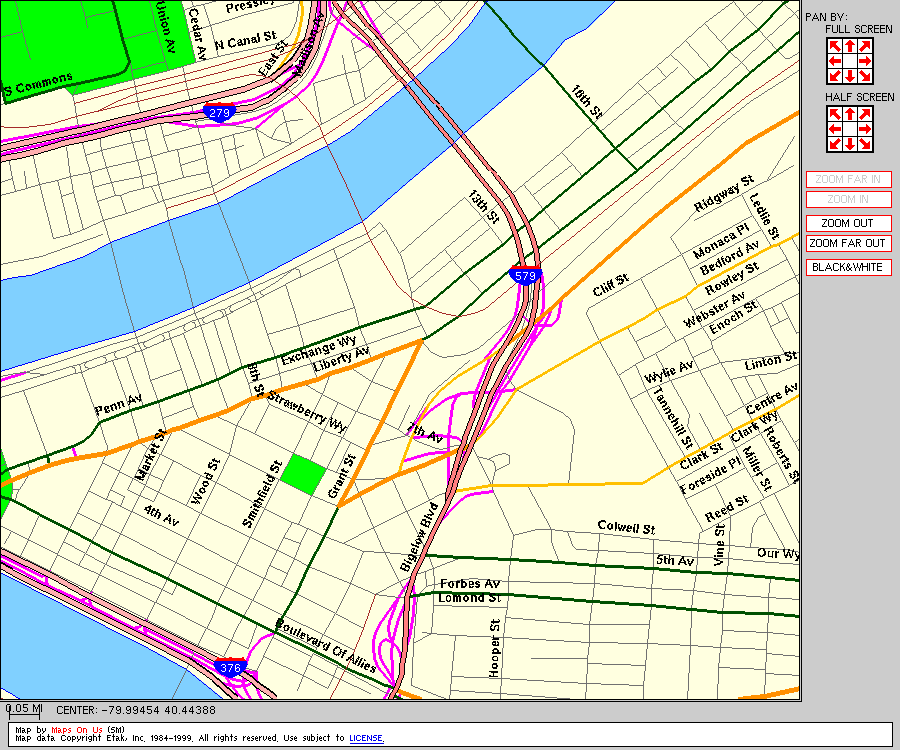 Pressley
Union Av
Cedar Av
N Canal St
East St
Madison Av
S Commons
279
16th St
13th St
579
Ridgway St
Ledlie St
Monaca Pl
Bedford Av
Cliff St
Rowley St
Webster Av
Enoch St
Exchange Wy
Liberty Av
8th St
Wylie Av
Linton St
Penn Av
Strawberry Wy
Tannehill St
Centre Av
7th Av
Clark Wy
Market St
Clark St
Roberts St
Wood St
Smithfield St
Grant St
Foreside Pl
Miller St
4th Av
Reed St
Bigelow Blvd
Colwell St
Vine St
5th Av
Our Wy
Forbes Av
Lomond St
Hooper St
Boulevard Of Allies
376
PAN BY:
FULL SCREEN
HALF SCREEN
ZOOM FAR IN
ZOOM IN
ZOOM OUT
ZOOM FAR OUT
BLACK&WHITE
0.05 MI CENTER: -79.99454 40.44388
Map by Maps On Us (SM)
Map data Copyright Etak, Inc. 1984-1999. All rights reserved. Use subject to LICENSE.